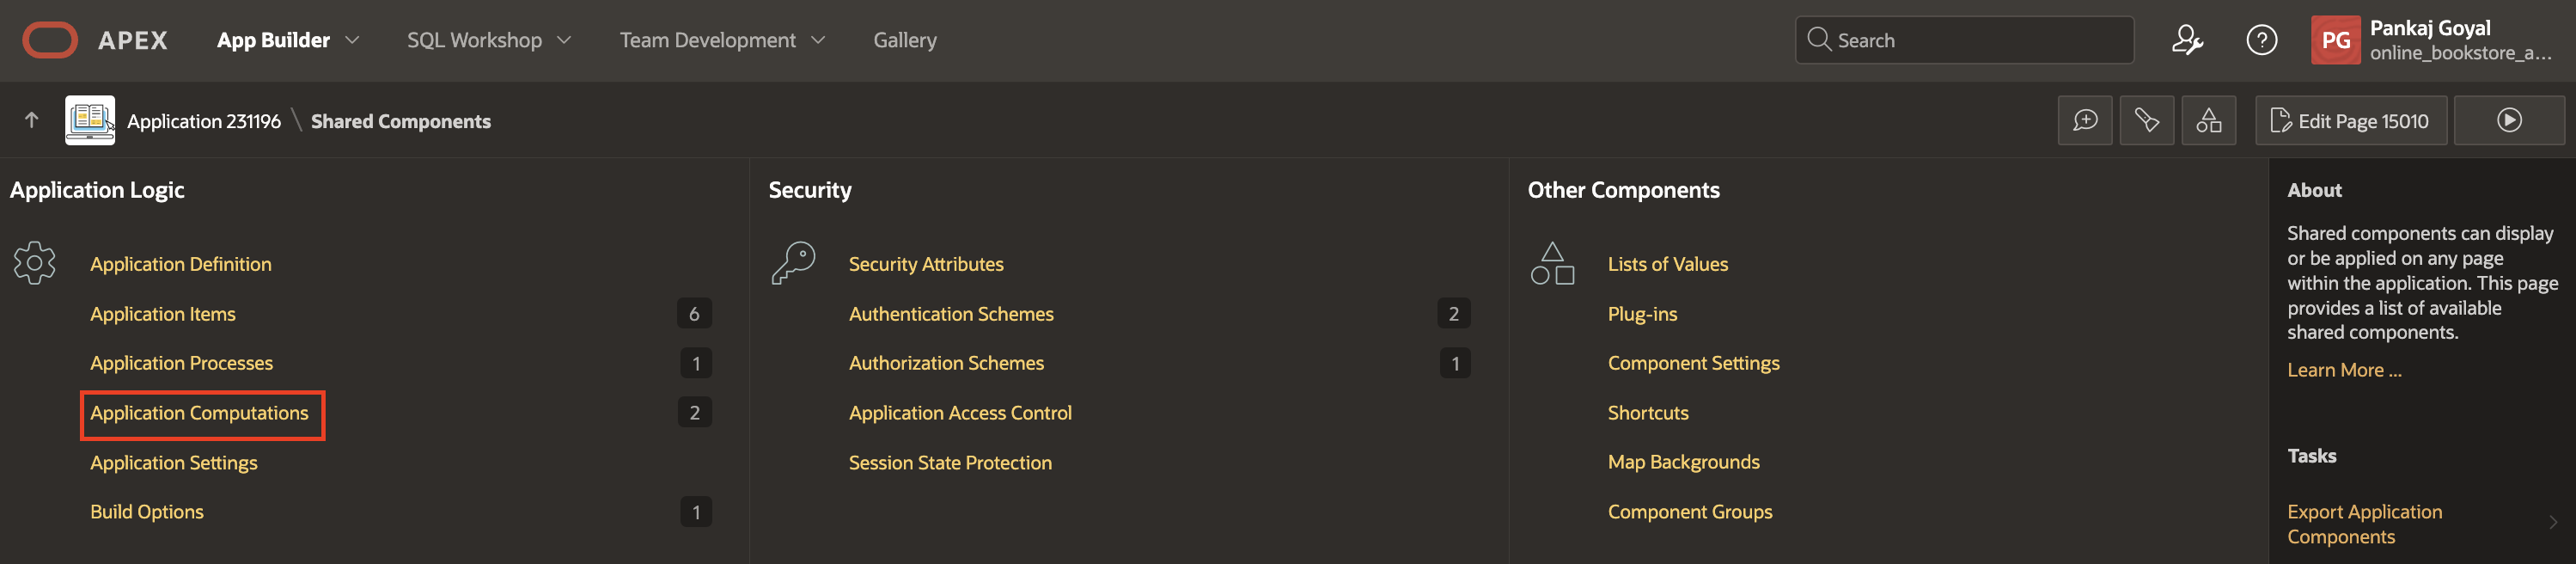 APEX
App Builder
SQL Workshop
Team Development
Gallery
Search
PG
Pankaj Goyal
online_bookstore_a...
Application 231196 \ Shared Components
Edit Page 15010
Application Logic
Application Definition
Application Items 6
Application Processes 1
Application Computations 2
Application Settings
Build Options 1
Security
Security Attributes
Authentication Schemes 2
Authorization Schemes 1
Application Access Control
Session State Protection
Other Components
Lists of Values
Plug-ins
Component Settings
Shortcuts
Map Backgrounds
Component Groups
About
Shared components can display
or be applied on any page
within the application. This page
provides a list of available
shared components.
Learn More ...
Tasks
Export Application
Components